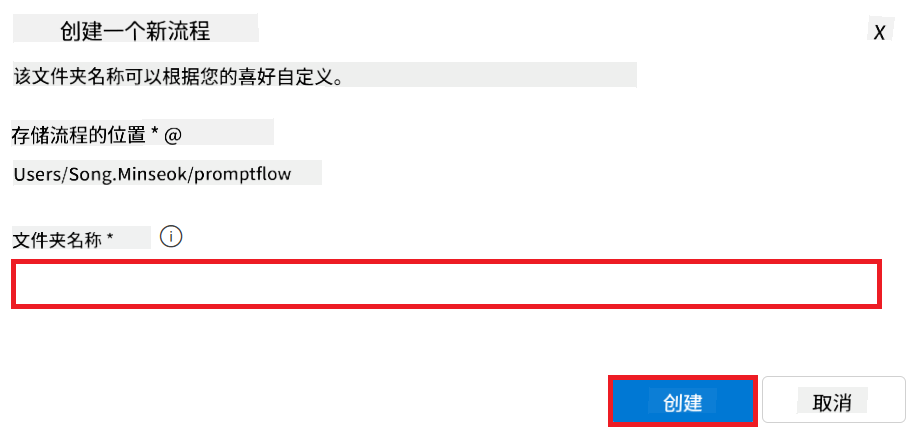 创建一个新流程
X
该文件夹名称可以根据您的喜好自定义。
存储流程的位置 * @
Users/Song.Minseok/promptflow
文件夹名称 * i
创建
取消